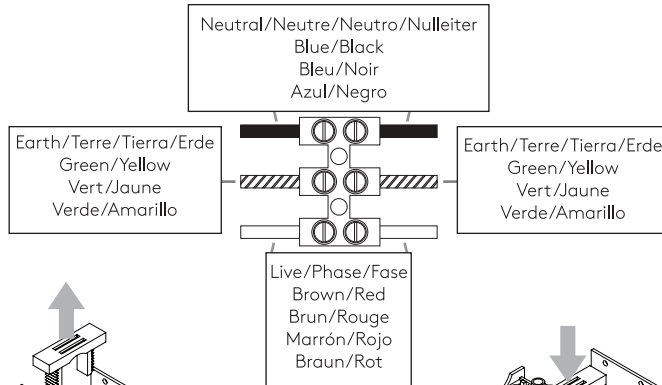 Neutral/Neutre/Neutro/Nulleiter
Blue/Black
Bleu/Noir
Azul/Negro
Earth/Terre/Tierra/Erde
Green/Yellow
Vert/Jaune
Verde/Amarillo
Earth/Terre/Tierra/Erde
Green/Yellow
Vert/Jaune
Verde/Amarillo
Live/Phase/Fase
Brown/Red
Brun/Rouge
Marrón/Rojo
Braun/Rot